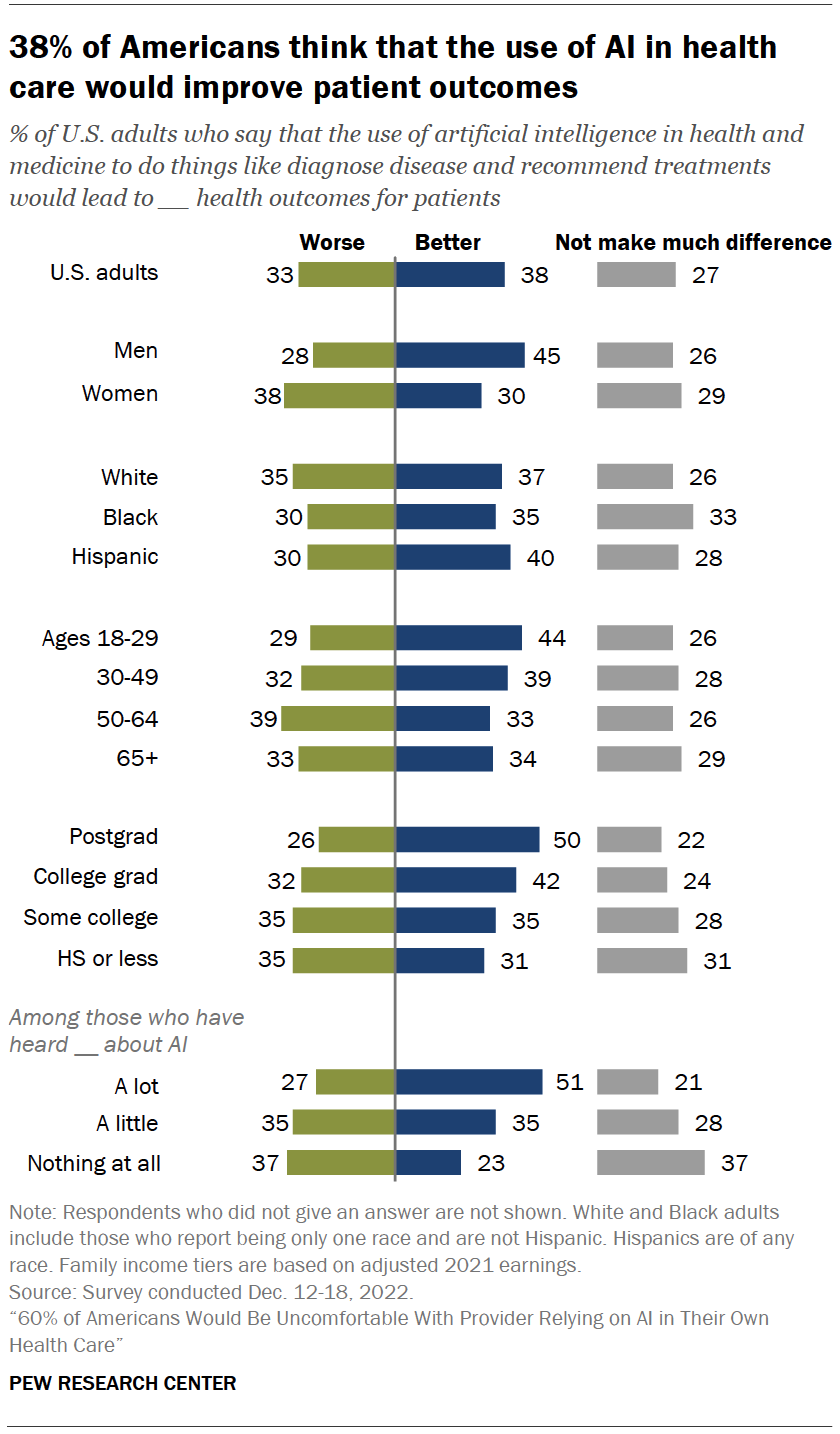 38% of Americans think that the use of AI in health
care would improve patient outcomes
% of U.S. adults who say that the use of artificial intelligence in health and
medicine to do things like diagnose disease and recommend treatments
would lead to __ health outcomes for patients
Worse Better Not make much difference
U.S. adults 33 38 27
Men 28 45 26
Women 38 30 29
White 35 37 26
Black 30 35 33
Hispanic 30 40 28
Ages 18-29 29 44 26
30-49 32 39 28
50-64 39 33 26
65+ 33 34 29
Postgrad 26 50 22
College grad 32 42 24
Some college 35 35 28
HS or less 35 31 31
Among those who have
heard __ about AI
A lot 27 51 21
A little 35 35 28
Nothing at all 37 23 37
Note: Respondents who did not give an answer are not shown. White and Black adults
include those who report being only one race and are not Hispanic. Hispanics are of any
race. Family income tiers are based on adjusted 2021 earnings.
Source: Survey conducted Dec. 12-18, 2022.
“60% of Americans Would Be Uncomfortable With Provider Relying on AI in Their Own
Health Care”
PEW RESEARCH CENTER